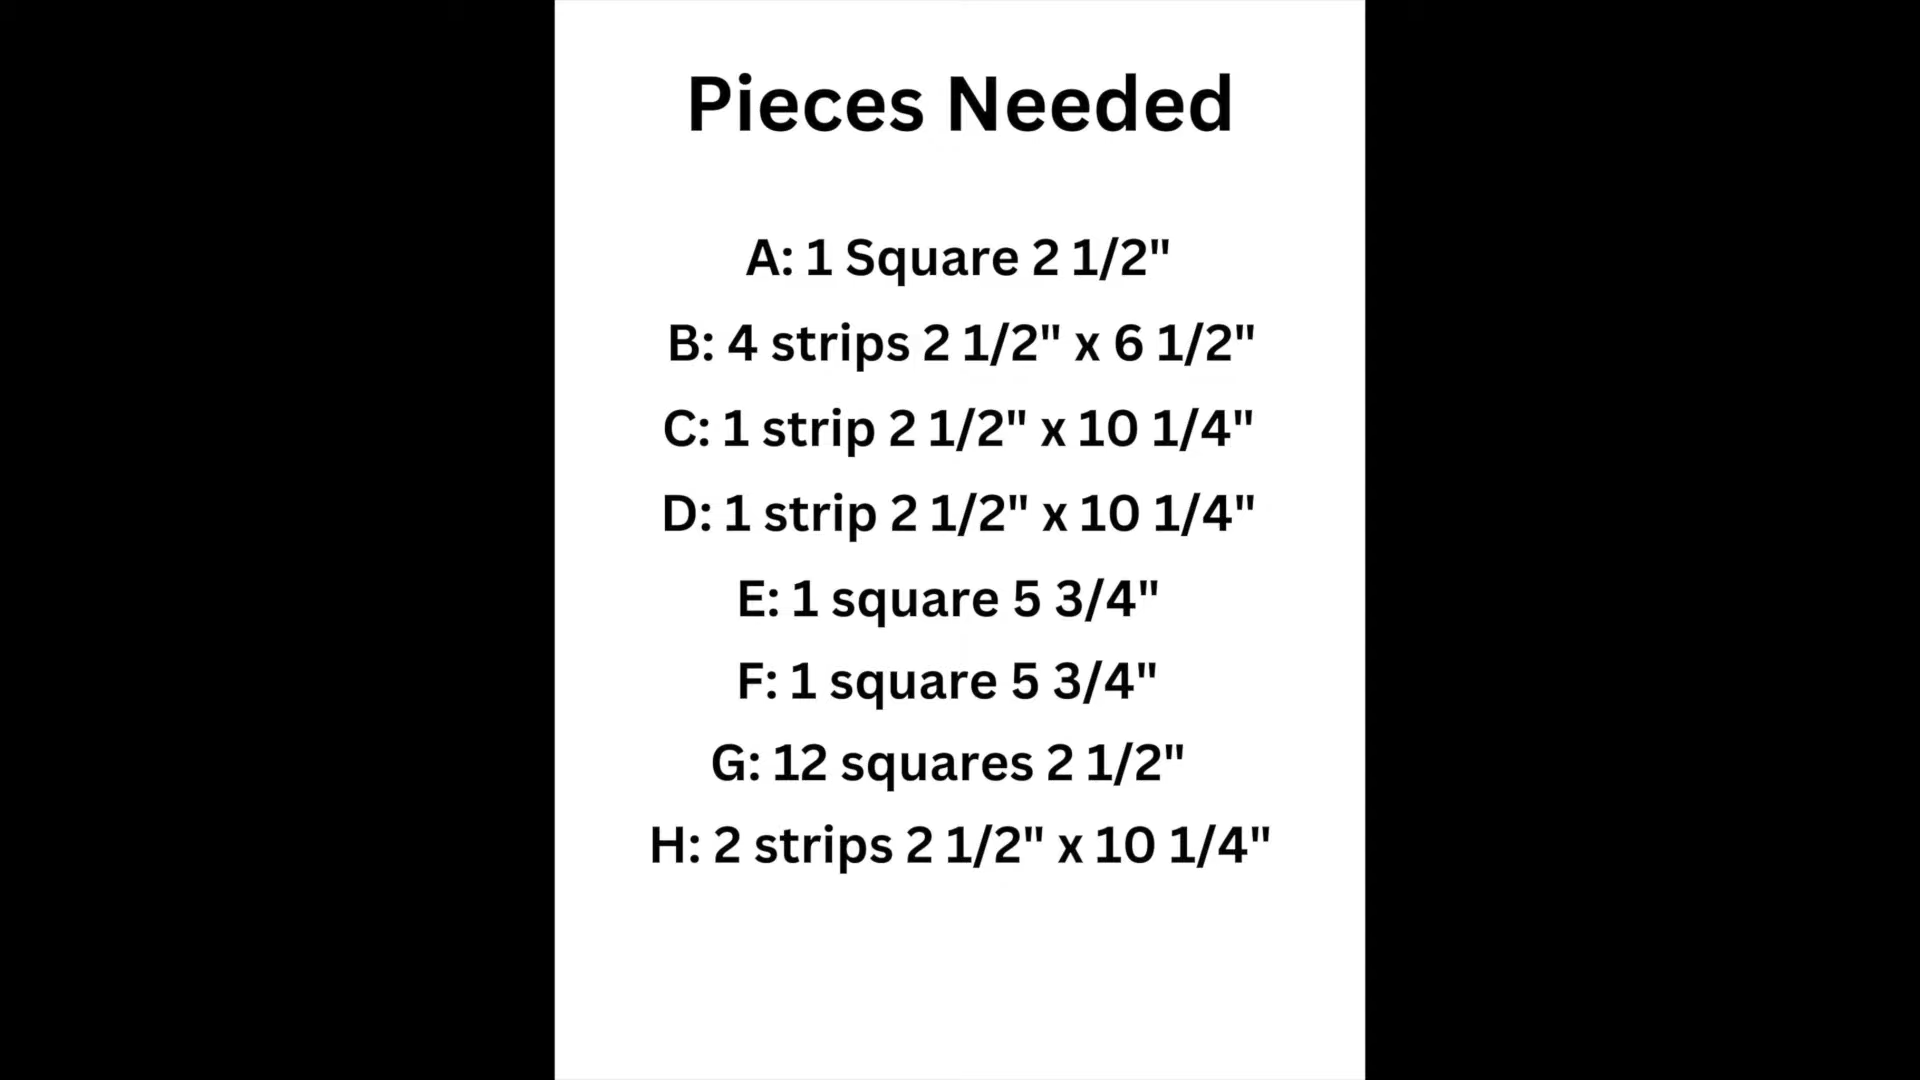 Pieces Needed
A: 1 Square 2 1/2"
B: 4 strips 2 1/2" x 6 1/2"
C: 1 strip 2 1/2" x 10 1/4"
D: 1 strip 2 1/2" x 10 1/4"
E: 1 square 5 3/4"
F: 1 square 5 3/4"
G: 12 squares 2 1/2"
H: 2 strips 2 1/2" x 10 1/4"